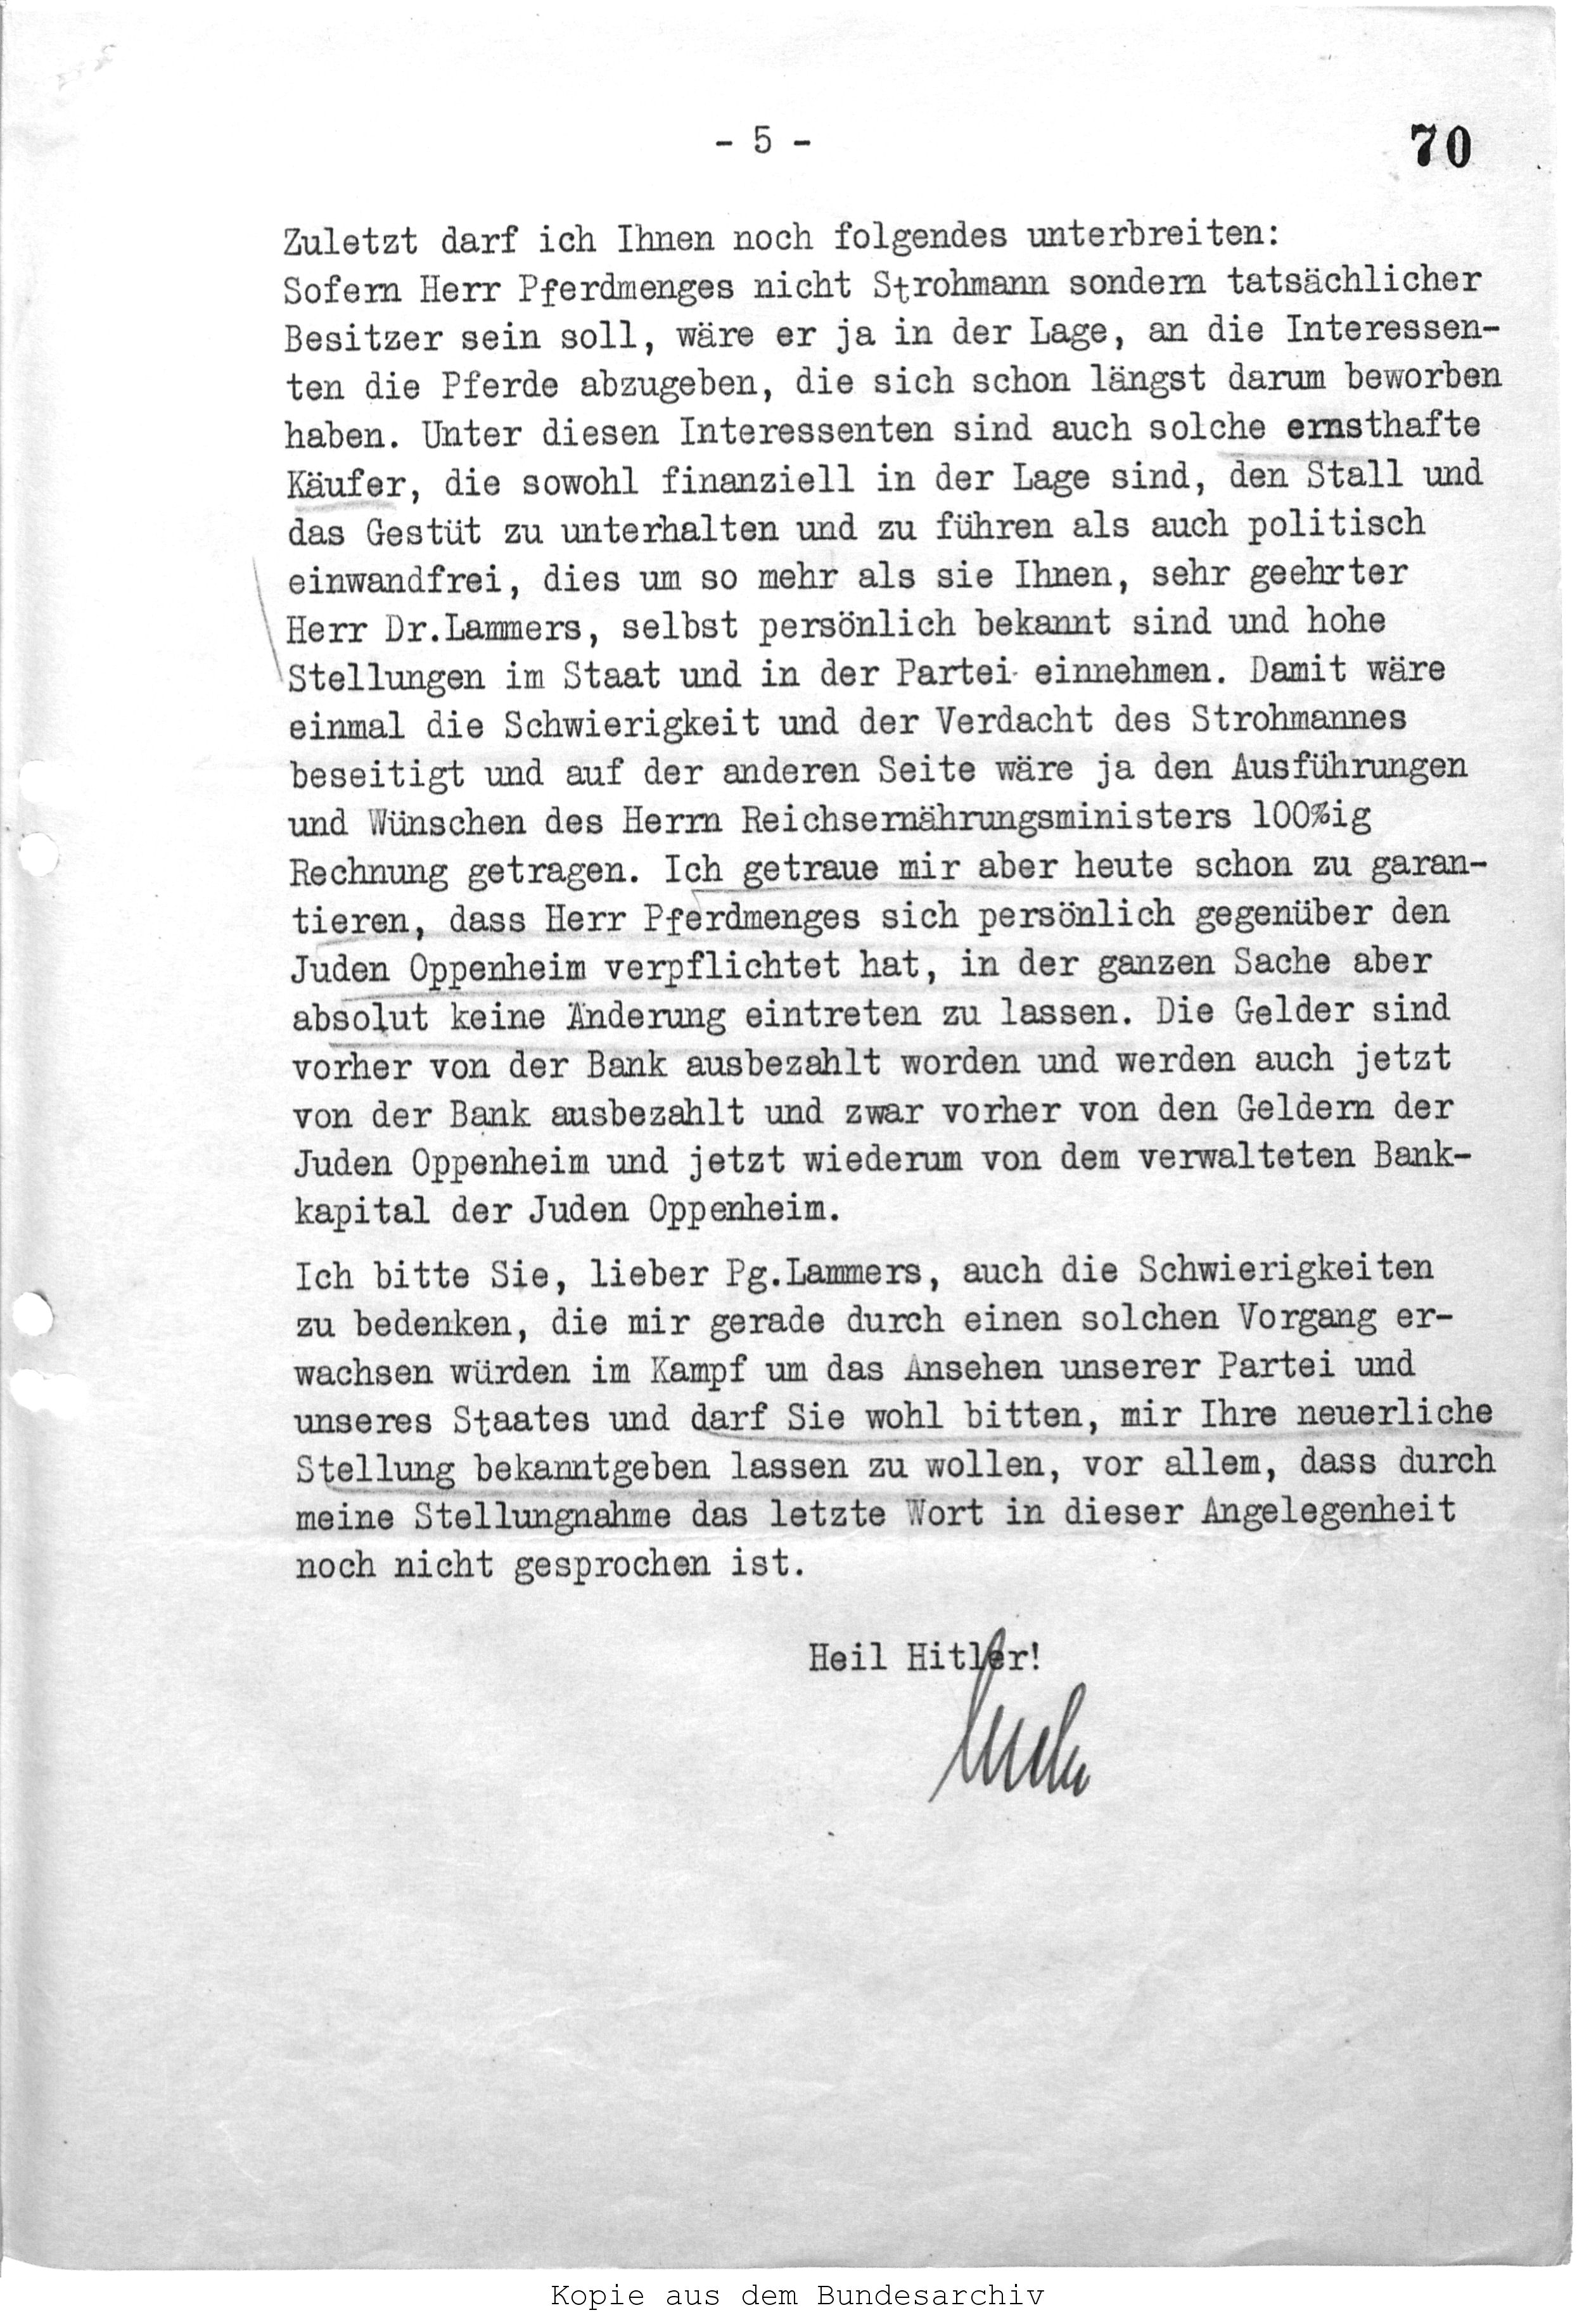 - 5 -
70
Zuletzt darf ich Ihnen noch folgendes unterbreiten:
Sofern Herr Pferdmenges nicht Strohmann sondern tatsächlicher
Besitzer sein soll, wäre er ja in der Lage, an die Interessen-
ten die Pferde abzugeben, die sich schon längst darum beworben
haben. Unter diesen Interessenten sind auch solche ernsthafte
Käufer, die sowohl finanziell in der Lage sind, den Stall und
das Gestüt zu unterhalten und zu führen als auch politisch
einwandfrei, dies um so mehr als sie Ihnen, sehr geehrter
Herr Dr.Lammers, selbst persönlich bekannt sind und hohe
Stellungen im Staat und in der Partei einnehmen. Damit wäre
einmal die Schwierigkeit und der Verdacht des Strohmannes
beseitigt und auf der anderen Seite wäre ja den Ausführungen
und Wünschen des Herrn Reichsernährungsministers 100%ig
Rechnung getragen. Ich getraue mir aber heute schon zu garan-
tieren, dass Herr Pferdmenges sich persönlich gegenüber den
Juden Oppenheim verpflichtet hat, in der ganzen Sache aber
absolut keine Änderung eintreten zu lassen. Die Gelder sind
vorher von der Bank ausbezahlt worden und werden auch jetzt
von der Bank ausbezahlt und zwar vorher von den Geldern der
Juden Oppenheim und jetzt wiederum von dem verwalteten Bank-
kapital der Juden Oppenheim.
Ich bitte Sie, lieber Pg.Lammers, auch die Schwierigkeiten
zu bedenken, die mir gerade durch einen solchen Vorgang er-
wachsen würden im Kampf um das Ansehen unserer Partei und
unseres Staates und darf Sie wohl bitten, mir Ihre neuerliche
Stellung bekanntgeben lassen zu wollen, vor allem, dass durch
meine Stellungnahme das letzte Wort in dieser Angelegenheit
noch nicht gesprochen ist.
Heil Hitler!
Kopie aus dem Bundesarchiv